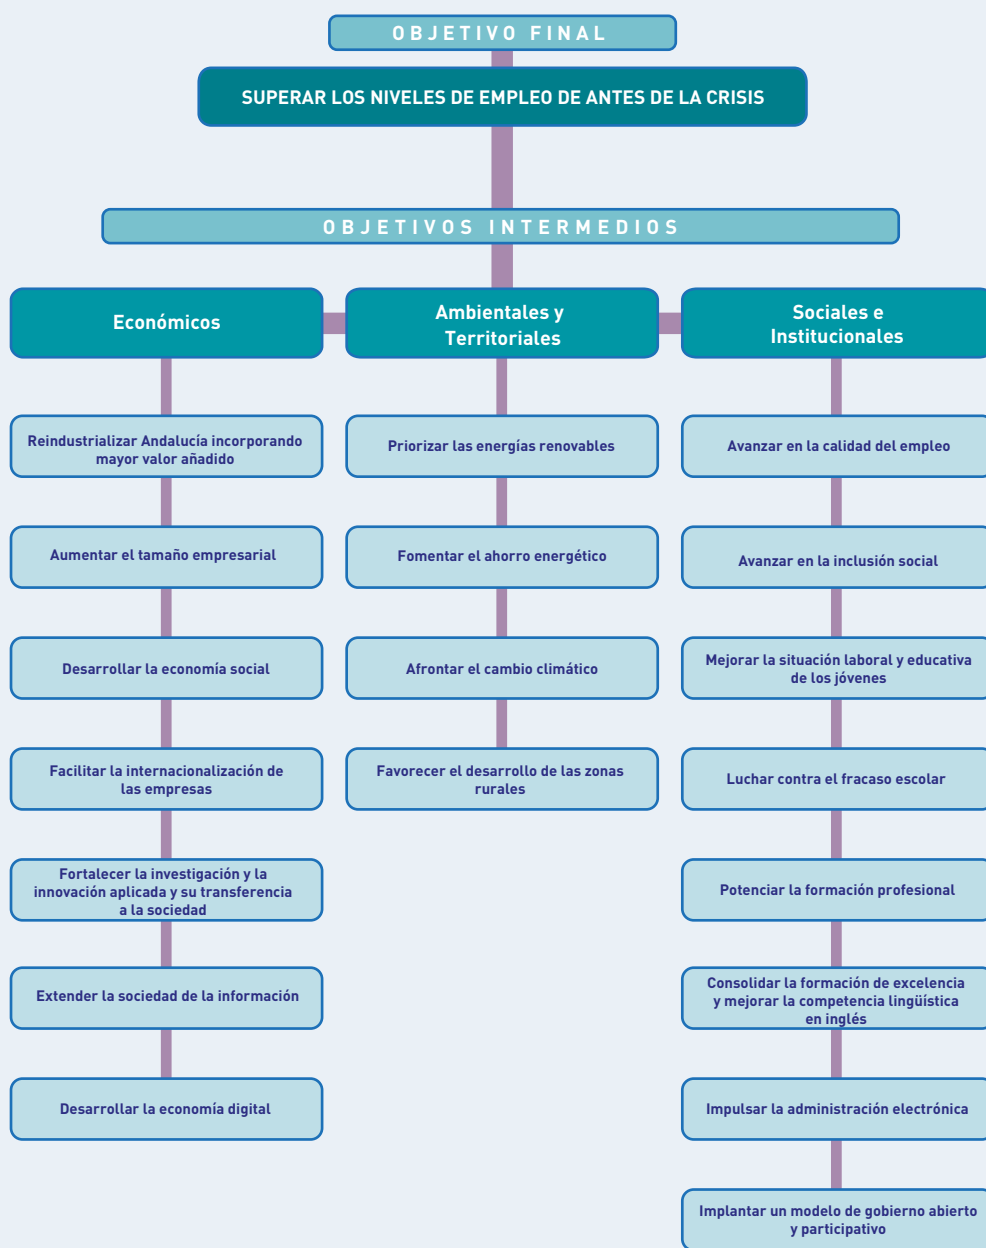 OBJETIVO FINAL
SUPERAR LOS NIVELES DE EMPLEO DE ANTES DE LA CRISIS
OBJETIVOS INTERMEDIOS
Económicos
Reindustrializar Andalucía incorporando
mayor valor añadido
Aumentar el tamaño empresarial
Desarrollar la economía social
Facilitar la internacionalización de
las empresas
Fortalecer la investigación y la
innovación aplicada y su transferencia
a la sociedad
Extender la sociedad de la información
Desarrollar la economía digital
Ambientales y
Territoriales
Priorizar las energías renovables
Fomentar el ahorro energético
Afrontar el cambio climático
Favorecer el desarrollo de las zonas
rurales
Sociales e
Institucionales
Avanzar en la calidad del empleo
Avanzar en la inclusión social
Mejorar la situación laboral y educativa
de los jóvenes
Luchar contra el fracaso escolar
Potenciar la formación profesional
Consolidar la formación de excelencia
y mejorar la competencia lingüística
en inglés
Impulsar la administración electrónica
Implantar un modelo de gobierno abierto
y participativo